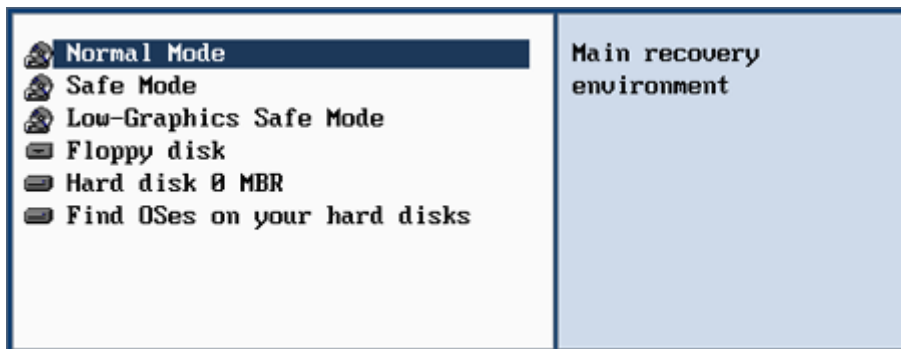 Normal Mode
Safe Mode
Low-Graphics Safe Mode
Floppy disk
Hard disk 0 MBR
Find OSes on your hard disks
Main recovery
environment